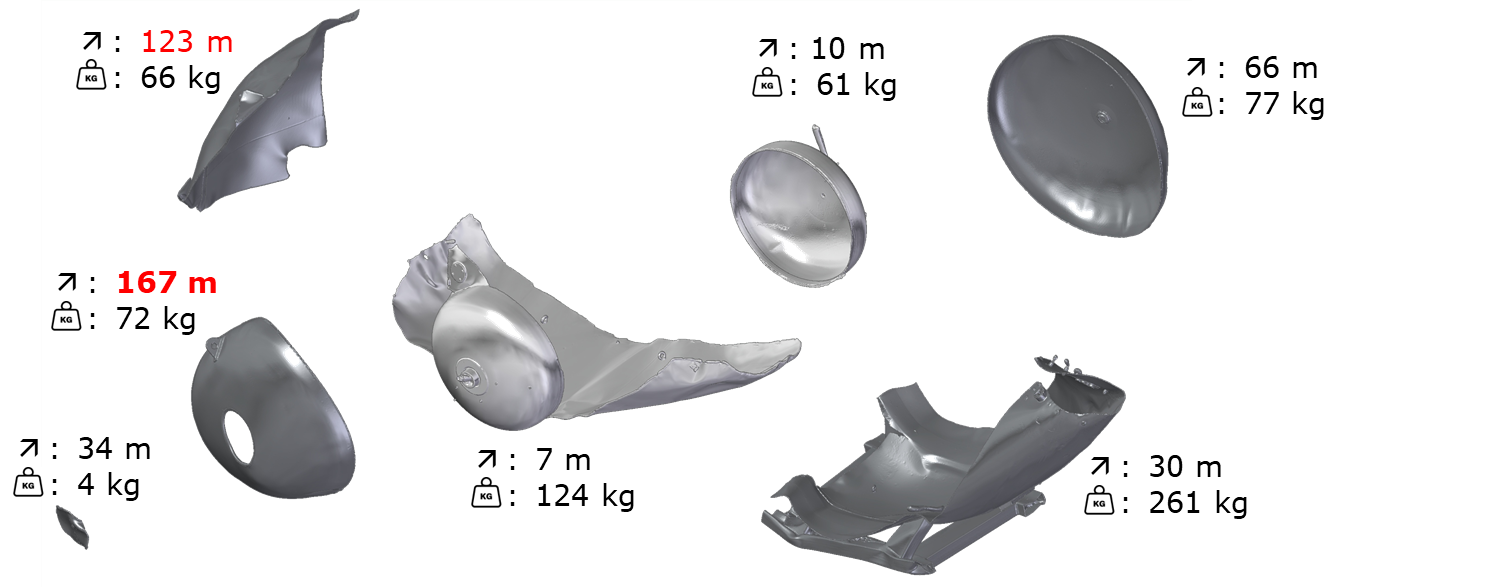 : 123 m
KG : 66 kg
: 10 m
KG : 61 kg
: 66 m
KG : 77 kg
: 167 m
KG : 72 kg
: 34 m
KG : 4 kg
: 7 m
KG : 124 kg
: 30 m
KG : 261 kg